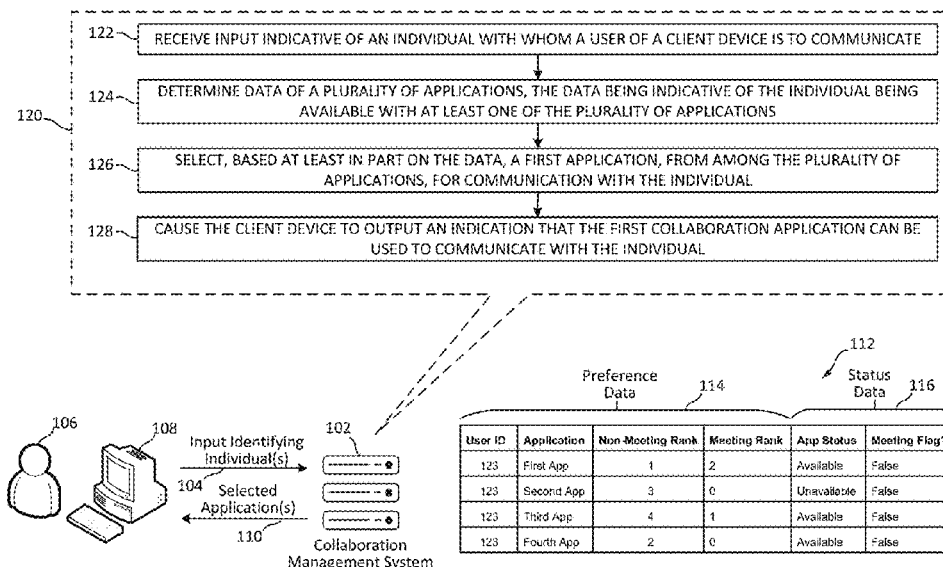 122
RECEIVE INPUT INDICATIVE OF AN INDIVIDUAL WITH WHOM A USER OF A CLIENT DEVICE IS TO COMMUNICATE
120
124
DETERMINE DATA OF A PLURALITY OF APPLICATIONS, THE DATA BEING INDICATIVE OF THE INDIVIDUAL BEING
AVAILABLE WITH AT LEAST ONE OF THE PLURALITY OF APPLICATIONS
126
SELECT, BASED AT LEAST IN PART ON THE DATA, A FIRST APPLICATION, FROM AMONG THE PLURALITY OF
APPLICATIONS, FOR COMMUNICATION WITH THE INDIVIDUAL
128
CAUSE THE CLIENT DEVICE TO OUTPUT AN INDICATION THAT THE FIRST COLLABORATION APPLICATION CAN BE
USED TO COMMUNICATE WITH THE INDIVIDUAL
112
Preference
Data
114
Status
Data
116
106
108
Input Identifying
Individual(s)
104
Selected
Application(s)
110
102
Collaboration
Management System
User ID Application Non-Meeting Rank Meeting Rank App Status Meeting Flag?
123 First App 1 2 Available False
123 Second App 3 0 Unavailable False
123 Third App 4 1 Available False
123 Fourth App 2 0 Available False